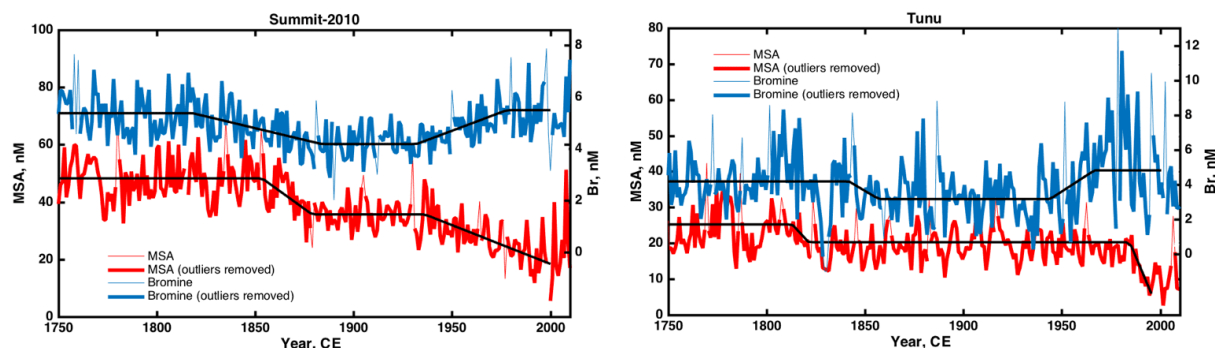 Summit-2010
100
80
60
40
20
0
MSA, nM
8
6
4
2
0
Br, nM
MSA
MSA (outliers removed)
Bromine
Bromine (outliers removed)
1750 1800 1850 1900 1950 2000
Year, CE
Tunu
80
70
60
50
40
30
20
10
0
MSA, nM
12
10
8
6
4
2
0
Br, nM
MSA
MSA (outliers removed)
Bromine
Bromine (outliers removed)
1750 1800 1850 1900 1950 2000
Year, CE